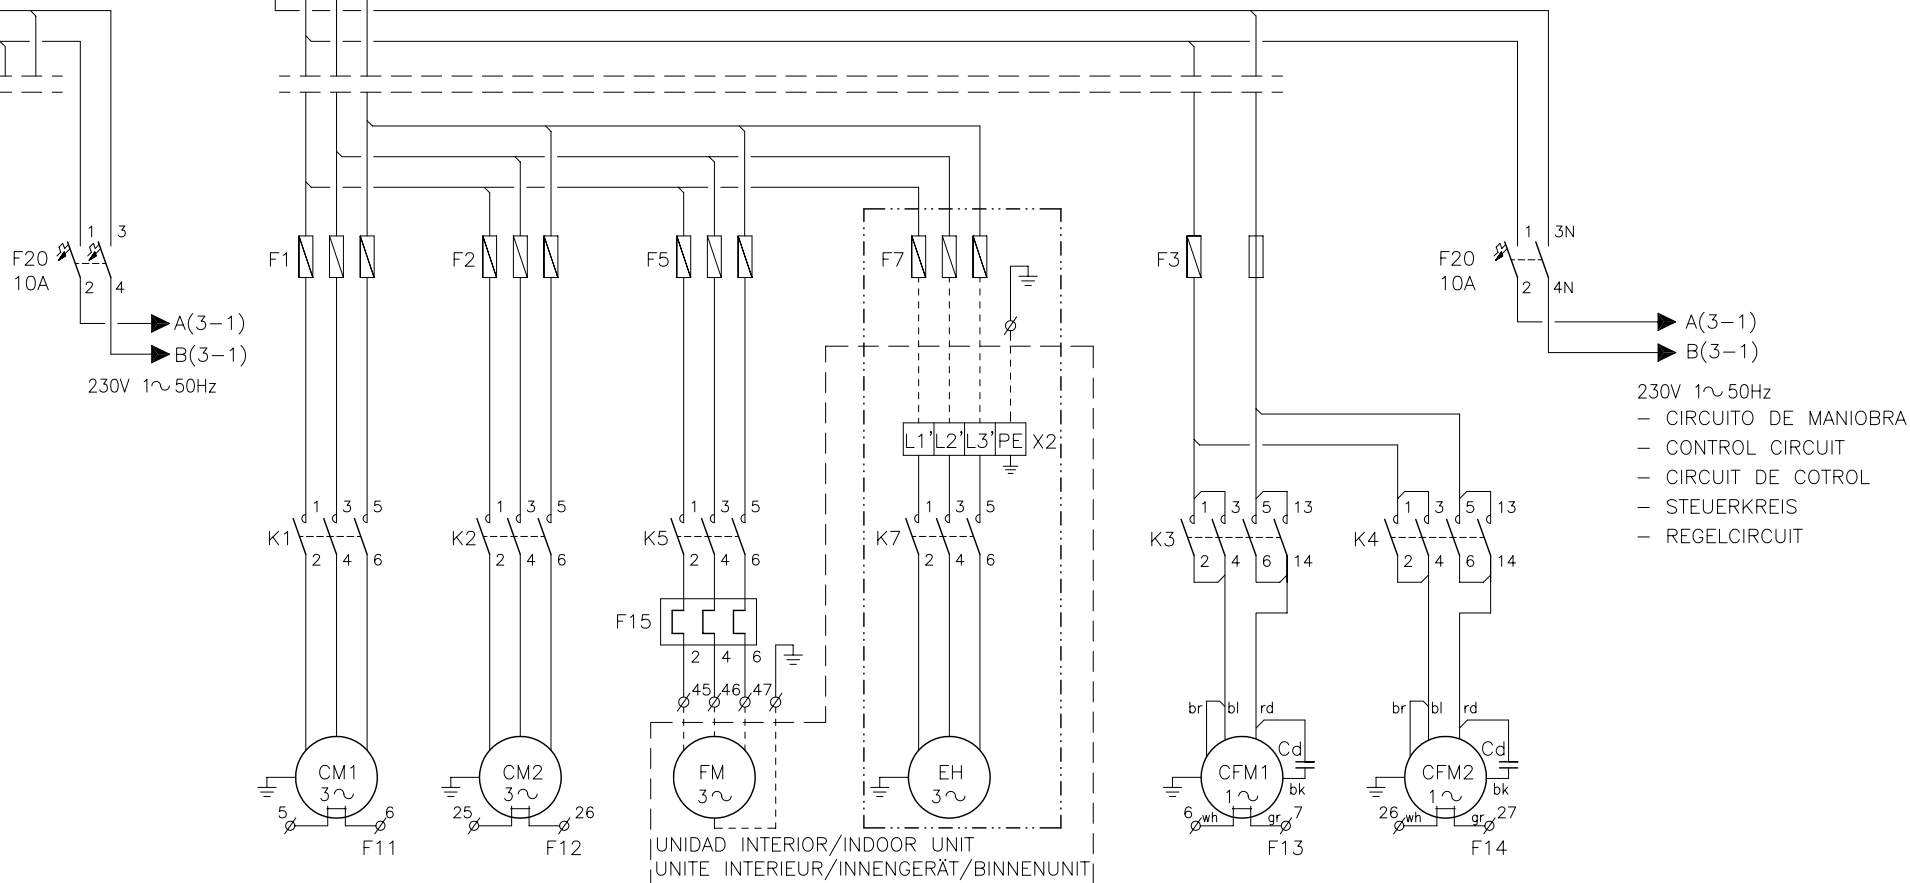 1 3
F20
10A
2 4
A(3-1)
B(3-1)
230V 1~50Hz
F1 F2 F5 F7 F3
1 3N
F20
10A
2 4N
A(3-1)
B(3-1)
230V 1~50Hz
- CIRCUITO DE MANIOBRA
- CONTROL CIRCUIT
- CIRCUIT DE COTROL
- STEUERKREIS
- REGELCIRCUIT
L1' L2' L3' PE X2
1 3 5 1 3 5 1 3 5 1 3 5 1 3 5 13 1 3 5 13
K1 K2 K5 K7 K3 K4
2 4 6 2 4 6 2 4 6 2 4 6 2 4 6 14 2 4 6 14
F15
2 4 6
45 46 47
br bl rd br bl rd
Cd Cd
CM1 CM2 FM EH CFM1 CFM2
3~ 3~ 3~ 3~ 1~ 1~
bk bk
5 6 25 26 6 wh gr 7 26 wh gr 27
F11 F12 F13 F14
UNIDAD INTERIOR/INDOOR UNIT
UNITE INTERIEUR/INNENGERÄT/BINNENUNIT